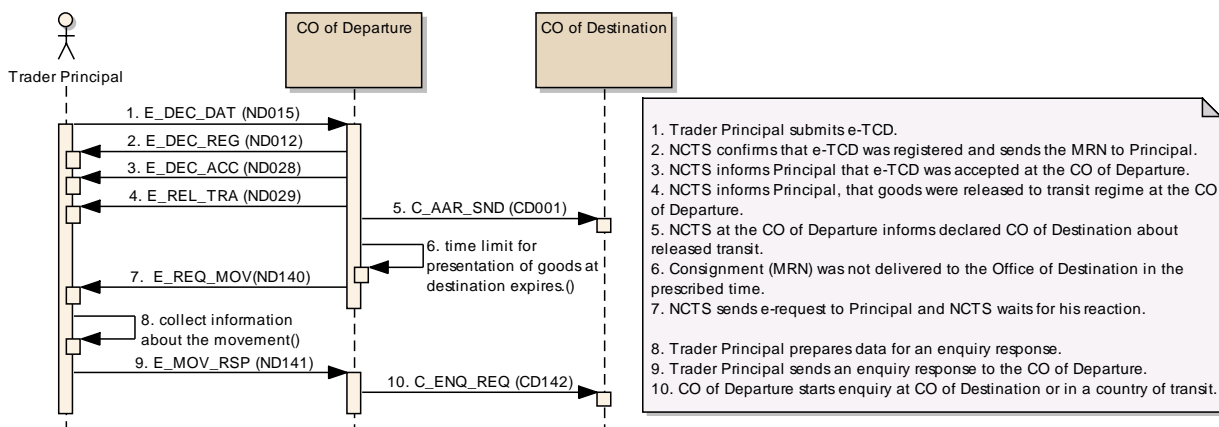 CO of Departure
CO of Destination
Trader Principal
1. E_DEC_DAT (ND015)
2. E_DEC_REG (ND012)
3. E_DEC_ACC (ND028)
4. E_REL_TRA (ND029)
5. C_AAR_SND (CD001)
6. time limit for
presentation of goods at
destination expires.()
7. E_REQ_MOV(ND140)
8. collect information
about the movement()
9. E_MOV_RSP (ND141)
10. C_ENQ_REQ (CD142)
1. Trader Principal submits e-TCD.
2. NCTS confirms that e-TCD was registered and sends the MRN to Principal.
3. NCTS informs Principal that e-TCD was accepted at the CO of Departure.
4. NCTS informs Principal, that goods were released to transit regime at the CO
of Departure.
5. NCTS at the CO of Departure informs declared CO of Destination about
released transit.
6. Consignment (MRN) was not delivered to the Office of Destination in the
prescribed time.
7. NCTS sends e-request to Principal and NCTS waits for his reaction.
8. Trader Principal prepares data for an enquiry response.
9. Trader Principal sends an enquiry response to the CO of Departure.
10. CO of Departure starts enquiry at CO of Destination or in a country of transit.